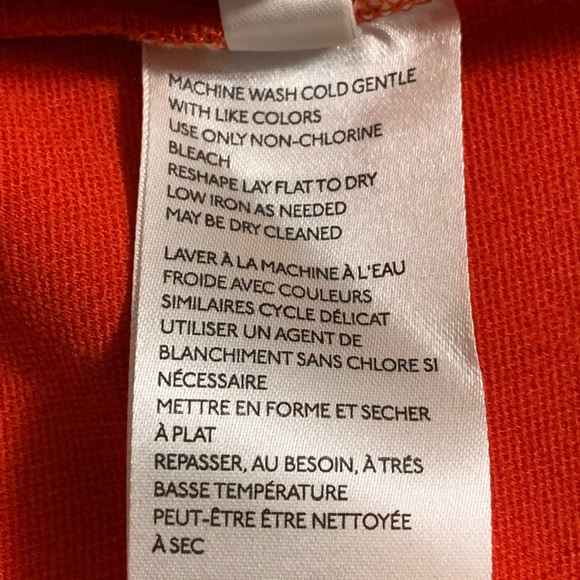 MACHINE WASH COLD GENTLE
WITH LIKE COLORS
USE ONLY NON-CHLORINE
BLEACH
RESHAPE LAY FLAT TO DRY
LOW IRON AS NEEDED
MAY BE DRY CLEANED
LAVER À LA MACHINE À L'EAU
FROIDE AVEC COULEURS
SIMILAIRES CYCLE DÉLICAT
UTILISER UN AGENT DE
BLANCHIMENT SANS CHLORE SI
NÉCESSAIRE
METTRE EN FORME ET SECHER
À PLAT
REPASSER, AU BESOIN, À TRÉS
BASSE TEMPÉRATURE
PEUT-ÊTRE ÊTRE NETTOYÉE
À SEC